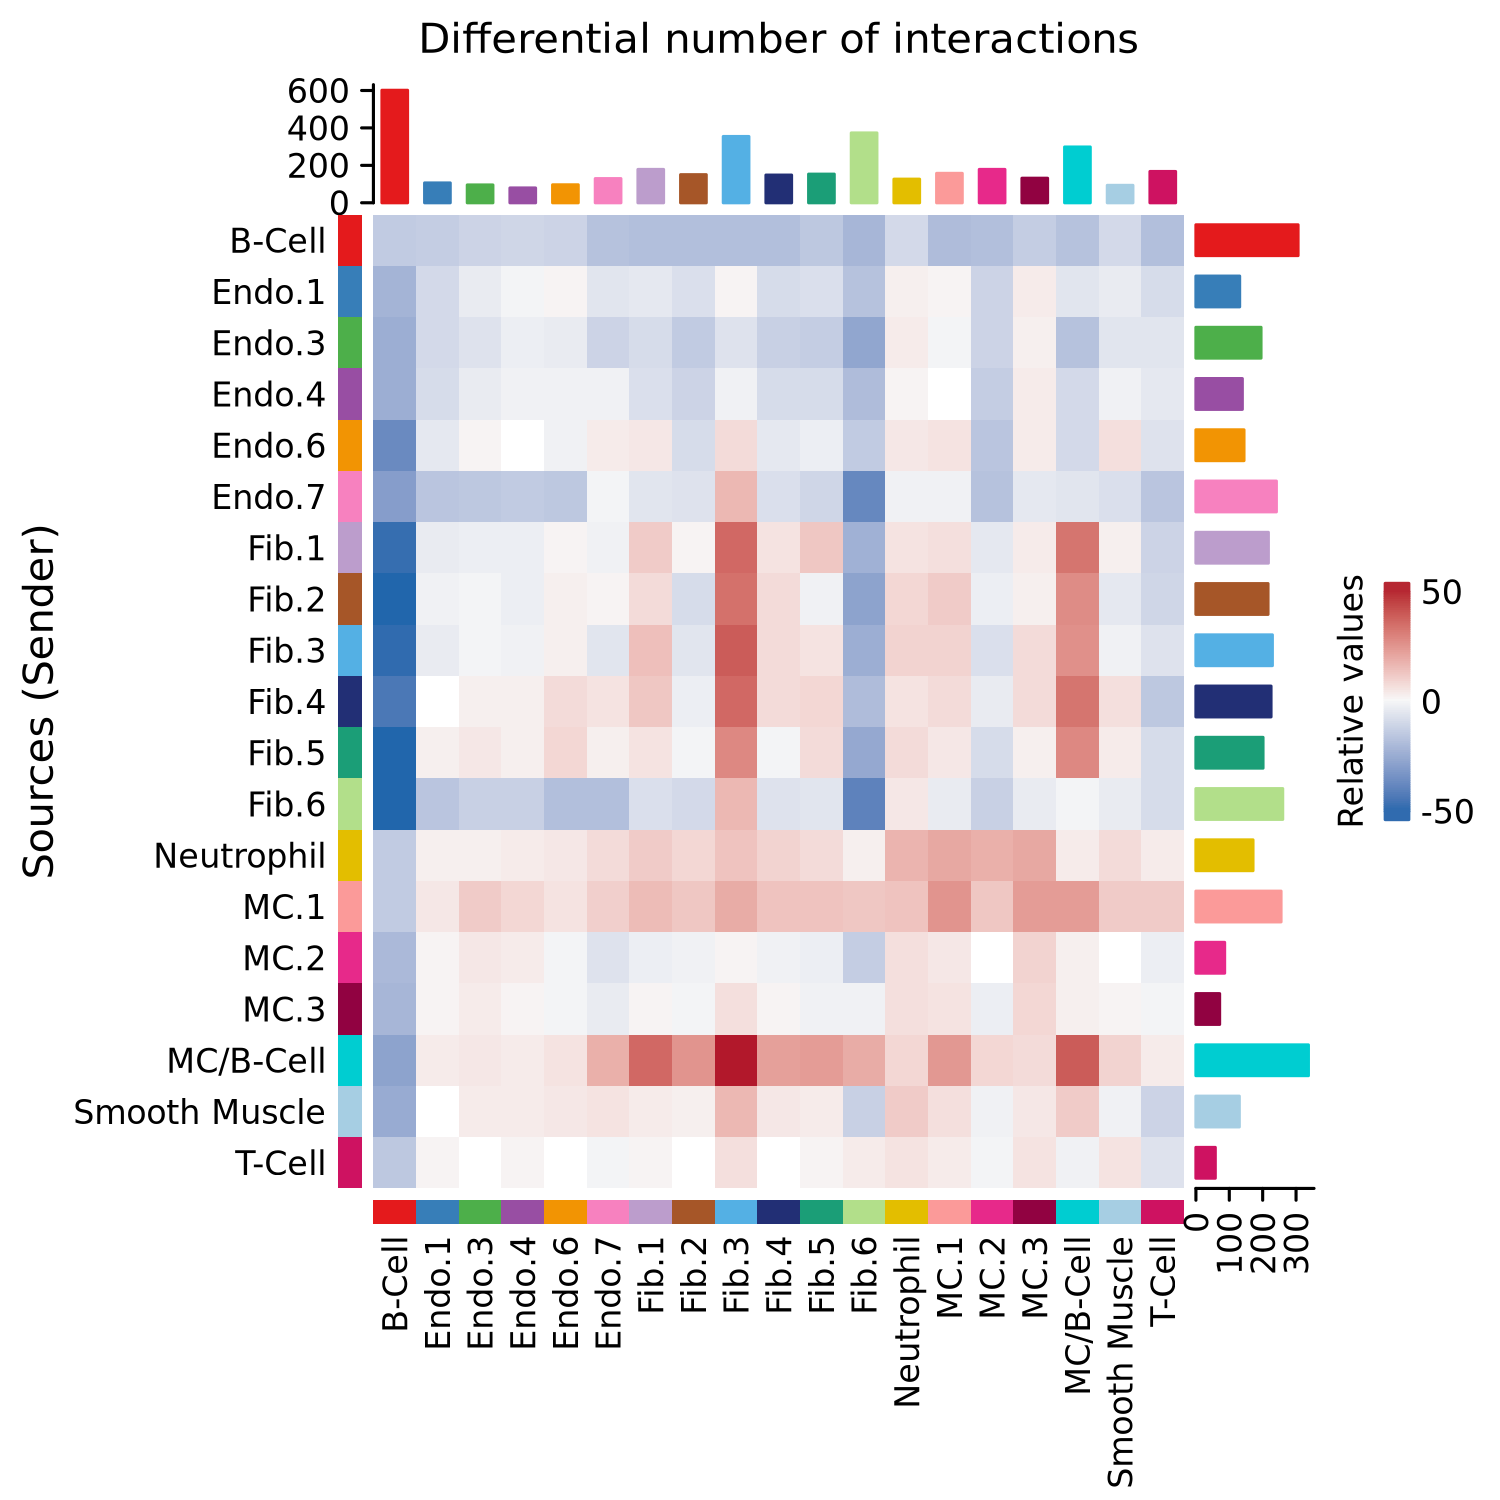 Differential number of interactions
600
400
200
0
B-Cell
Endo.1
Endo.3
Endo.4
Endo.6
Endo.7
Fib.1
Fib.2
Fib.3
Fib.4
Fib.5
Fib.6
Neutrophil
MC.1
MC.2
MC.3
MC/B-Cell
Smooth Muscle
T-Cell
Sources (Sender)
B-Cell
Endo.1
Endo.3
Endo.4
Endo.6
Endo.7
Fib.1
Fib.2
Fib.3
Fib.4
Fib.5
Fib.6
Neutrophil
MC.1
MC.2
MC.3
MC/B-Cell
Smooth Muscle
T-Cell
0
100
200
300
Relative values
50
0
-50